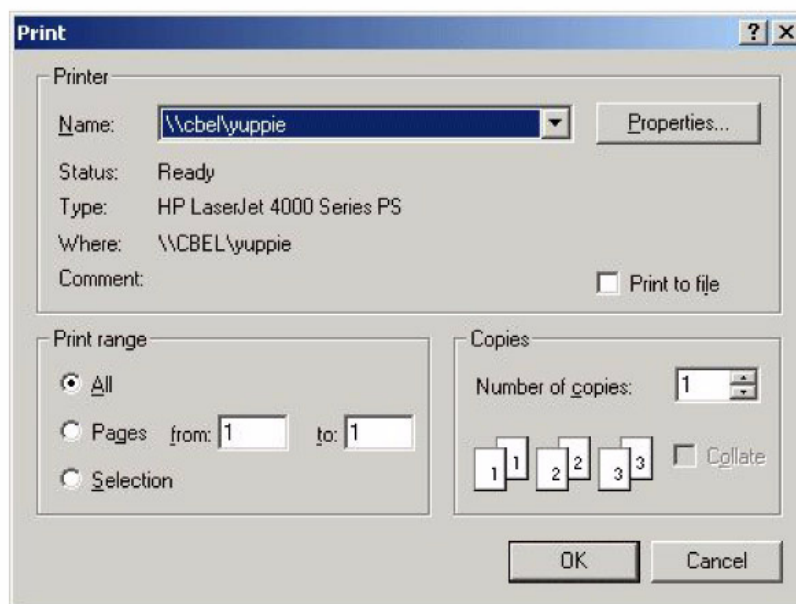 Print
Printer
Name: \\cbel\yuppie Properties...
Status: Ready
Type: HP LaserJet 4000 Series PS
Where: \\CBEL\yuppie
Comment: Print to file
Print range
All
Pages from: 1 to: 1
Selection
Copies
Number of copies: 1
1 1 2 2 3 3 Collate
OK Cancel